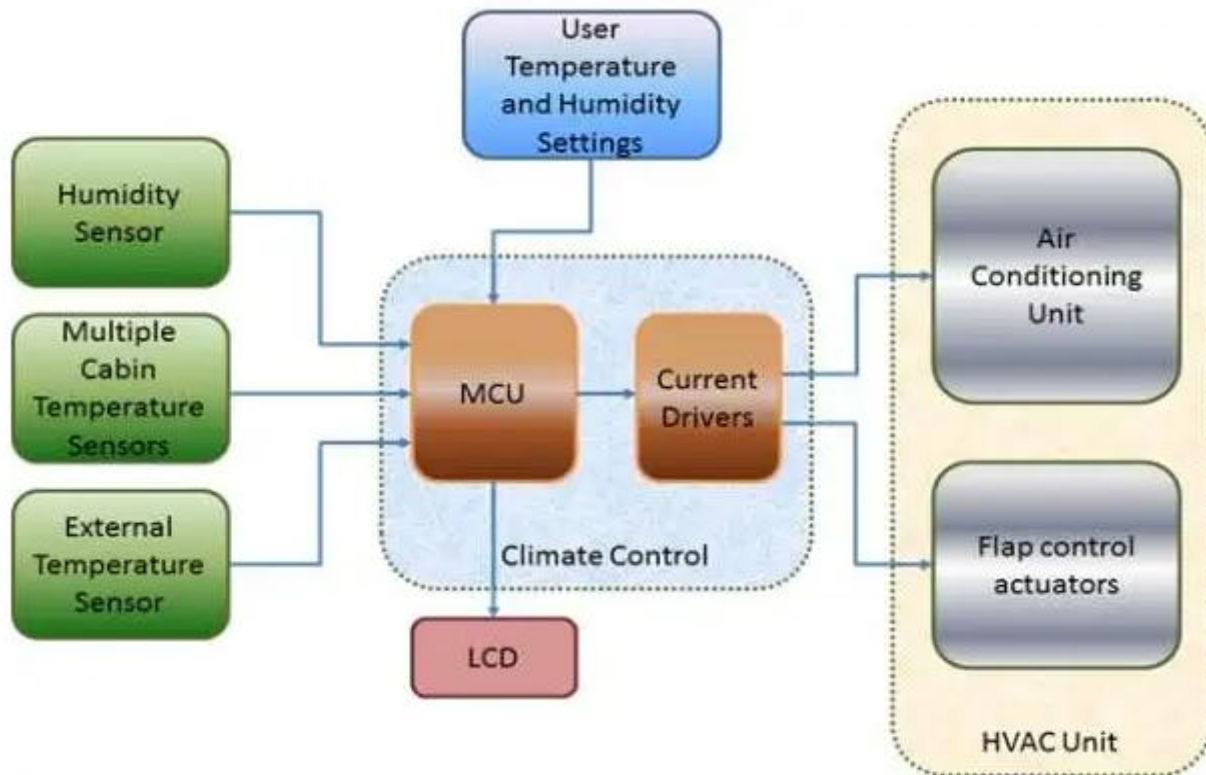 User
Temperature
and Humidity
Settings
Humidity
Sensor
Multiple
Cabin
Temperature
Sensors
External
Temperature
Sensor
MCU
Current
Drivers
Climate Control
LCD
Air
Conditioning
Unit
Flap control
actuators
HVAC Unit